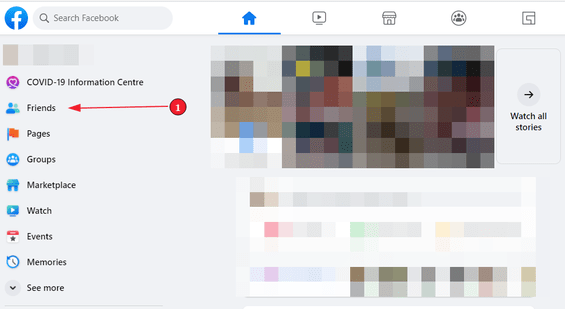 Search Facebook
COVID-19 Information Centre
Friends
1
Pages
Groups
Marketplace
Watch
Events
Memories
See more
Watch all
stories